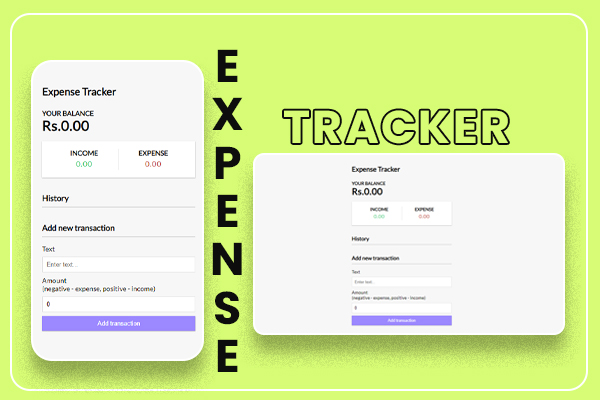 Expense Tracker
YOUR BALANCE
Rs.0.00
INCOME EXPENSE
0.00 0.00
History
Add new transaction
Text
Enter text...
Amount
(negative - expense, positive - income)
0
Add transaction
EXPENSE
TRACKER
Expense Tracker
YOUR BALANCE
Rs.0.00
INCOME EXPENSE
0.00 0.00
History
Add new transaction
Text
Enter text...
Amount
(negative - expense, positive - income)
0
Add transaction